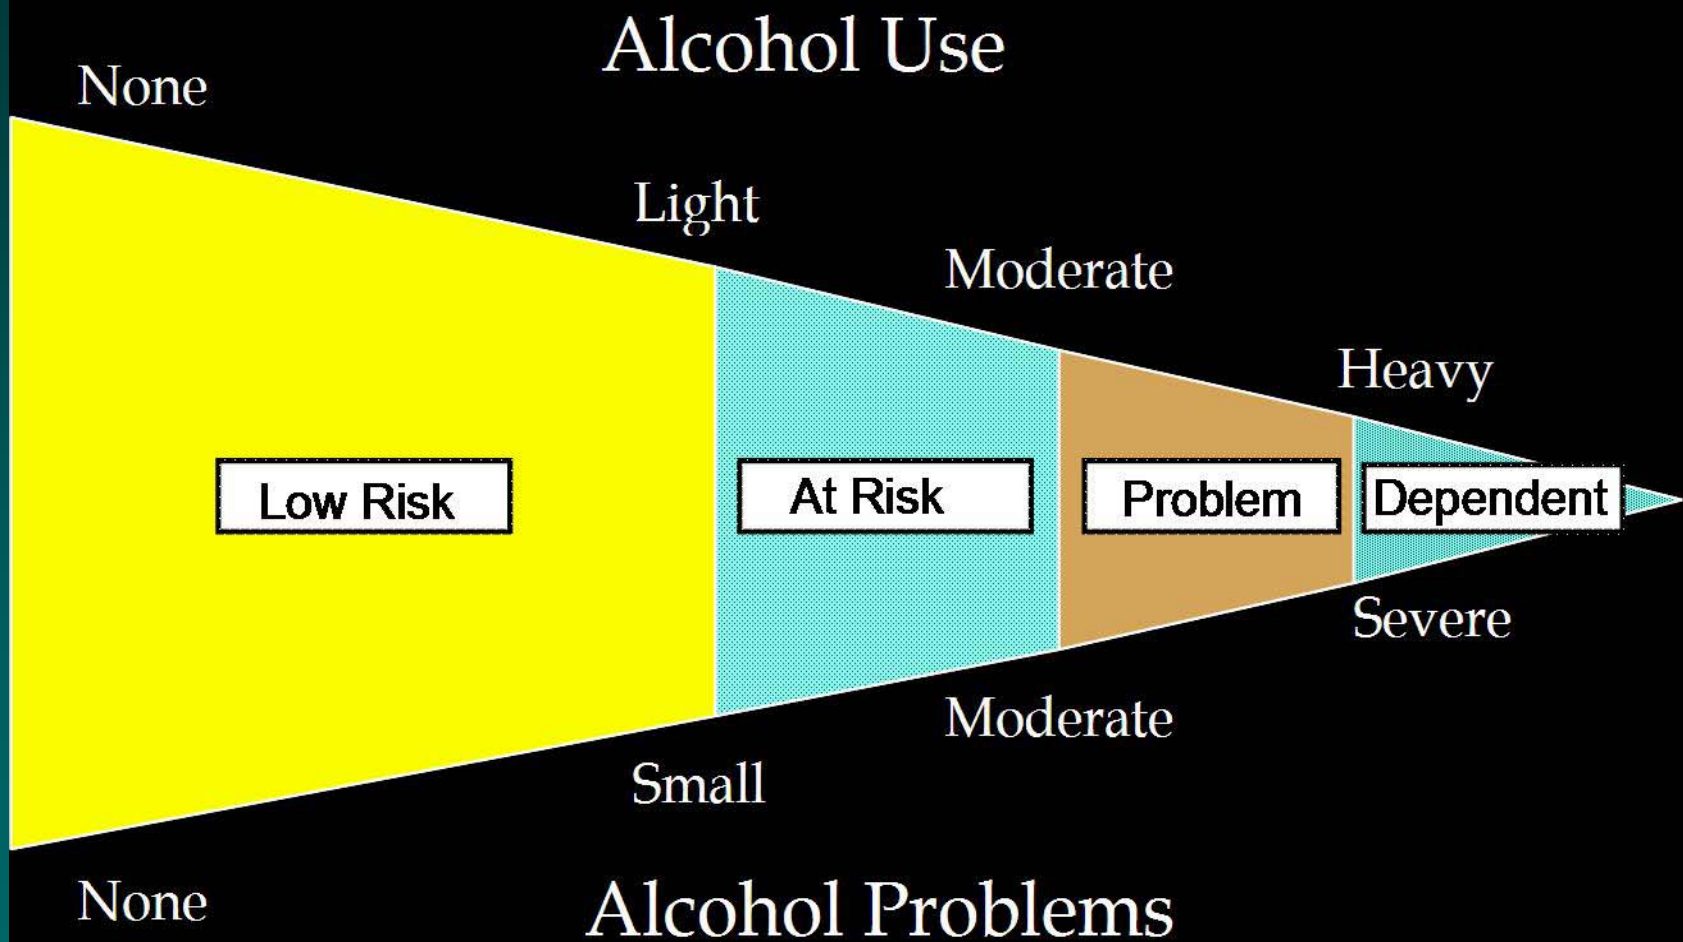 Alcohol Use
None
Light
Moderate
Heavy
Low Risk
At Risk
Problem
Dependent
Severe
Moderate
Small
None
Alcohol Problems